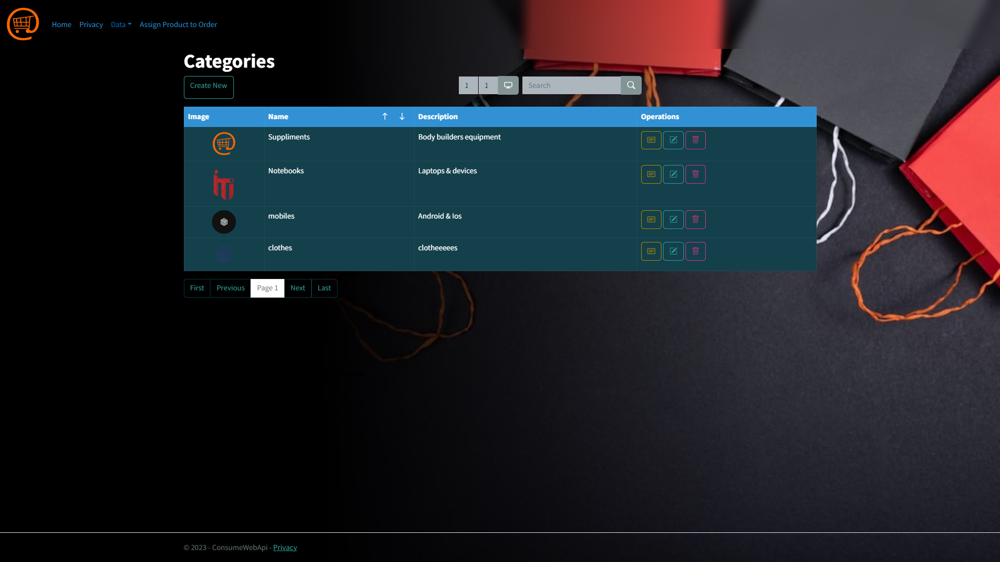 Home Privacy Data Assign Product to Order
Categories
Create New 1 1 Search
Image Name Description Operations
Suppliments Body builders equipment
Notebooks Laptops & devices
mobiles Android & Ios
clothes clotheeeees
First Previous Page 1 Next Last
© 2023 - ConsumeWebApi - Privacy